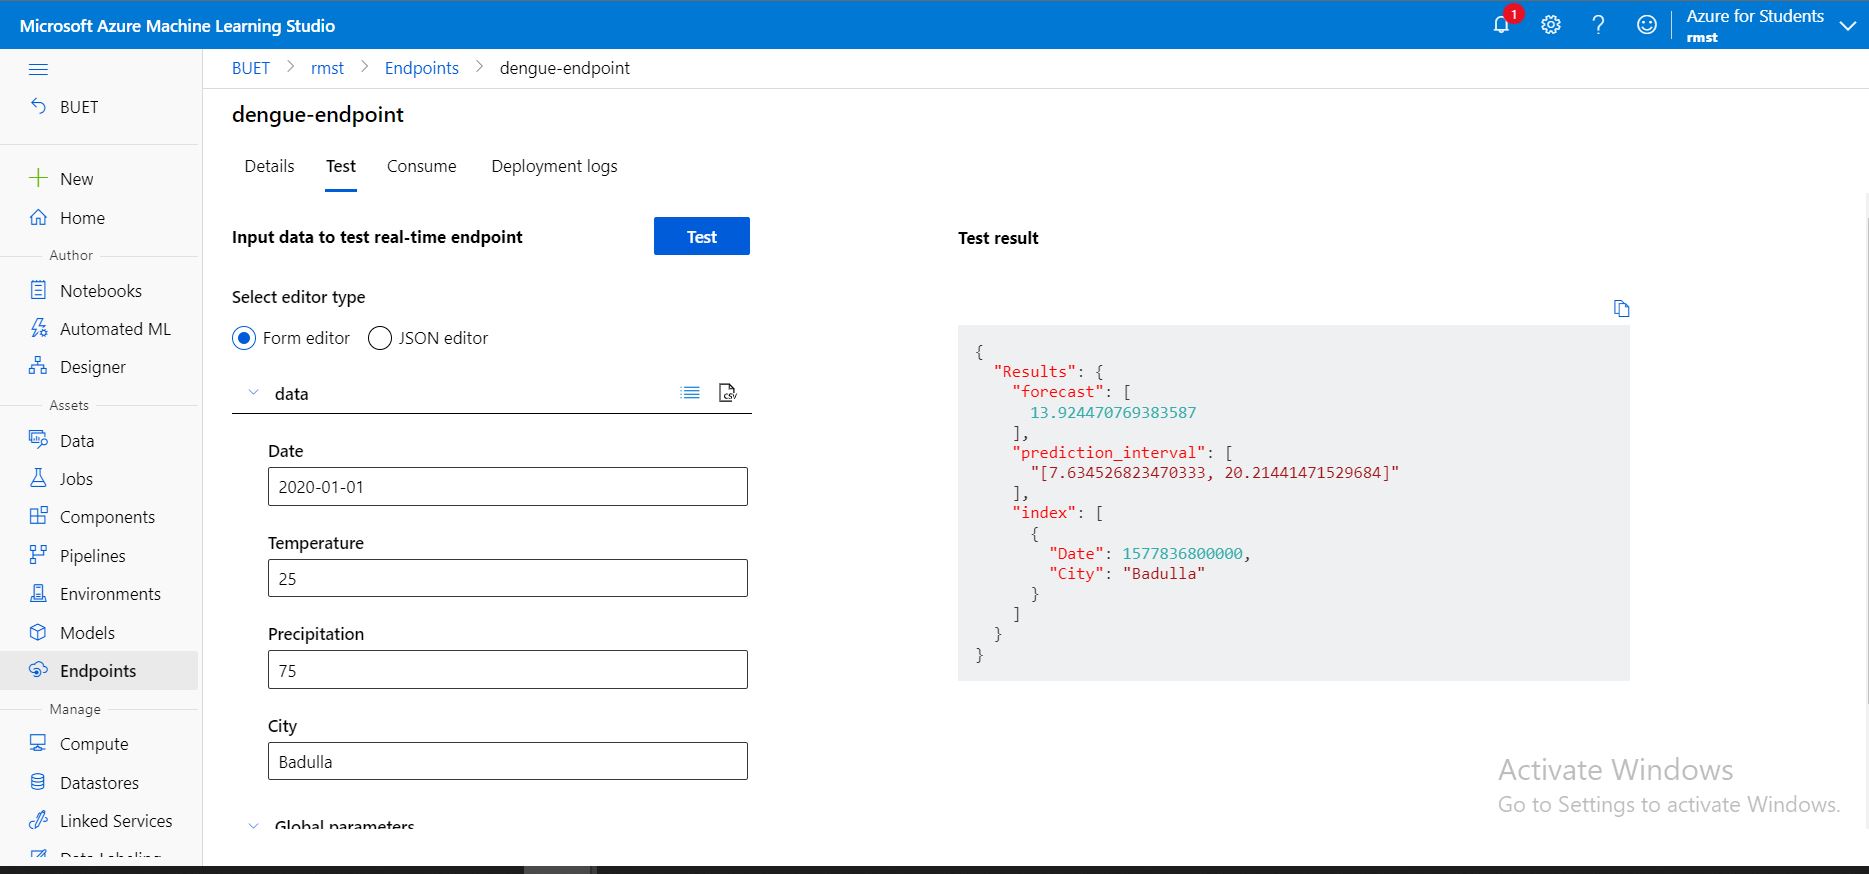 Microsoft Azure Machine Learning Studio
1
Azure for Students
rmst
BUET
New
Home
Author
Notebooks
Automated ML
Designer
Assets
Data
Jobs
Components
Pipelines
Environments
Models
Endpoints
Manage
Compute
Datastores
Linked Services
Data Labeling
BUET > rmst > Endpoints > dengue-endpoint
dengue-endpoint
Details Test Consume Deployment logs
Input data to test real-time endpoint
Test
Select editor type
Form editor JSON editor
data
CSV
Date
2020-01-01
Temperature
25
Precipitation
75
City
Badulla
Global parameters
Test result
{
"Results": {
"forecast": [
13.924470769383587
],
"prediction_interval": [
"[7.634526823470333, 20.21441471529684]"
],
"index": [
{
"Date": 1577836800000,
"City": "Badulla"
}
]
}
}
Activate Windows
Go to Settings to activate Windows.